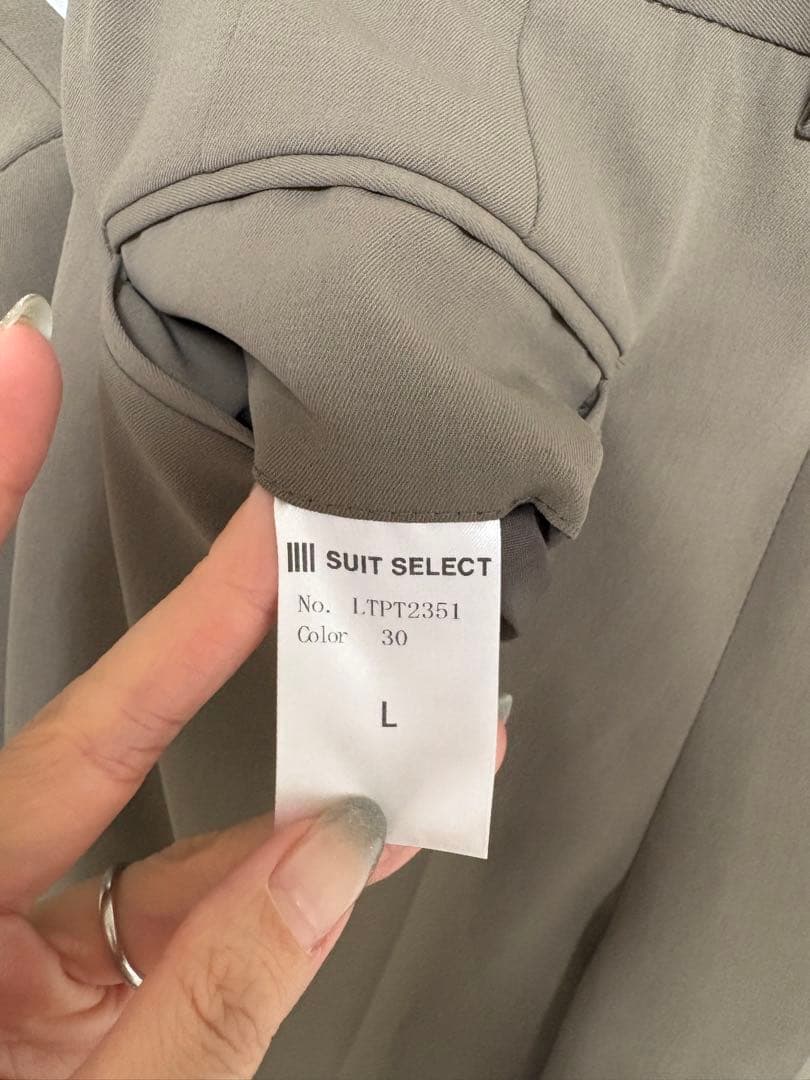 SUIT SELECT
No. LTPT2351
Color 30
L